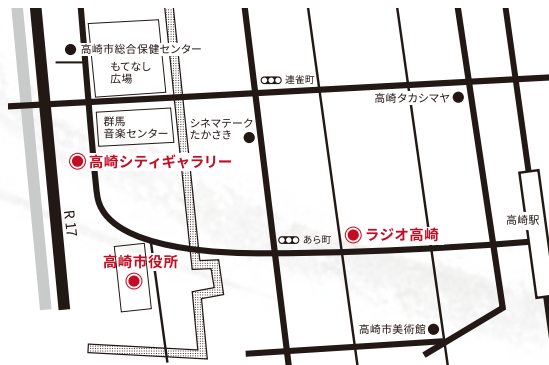 高崎市総合保健センター
もてなし
広場
連雀町
高崎タカシマヤ
群馬
音楽センター
シネマテーク
たかさき
高崎シティギャラリー
R17
高崎駅
あら町
ラジオ高崎
高崎市役所
高崎市美術館